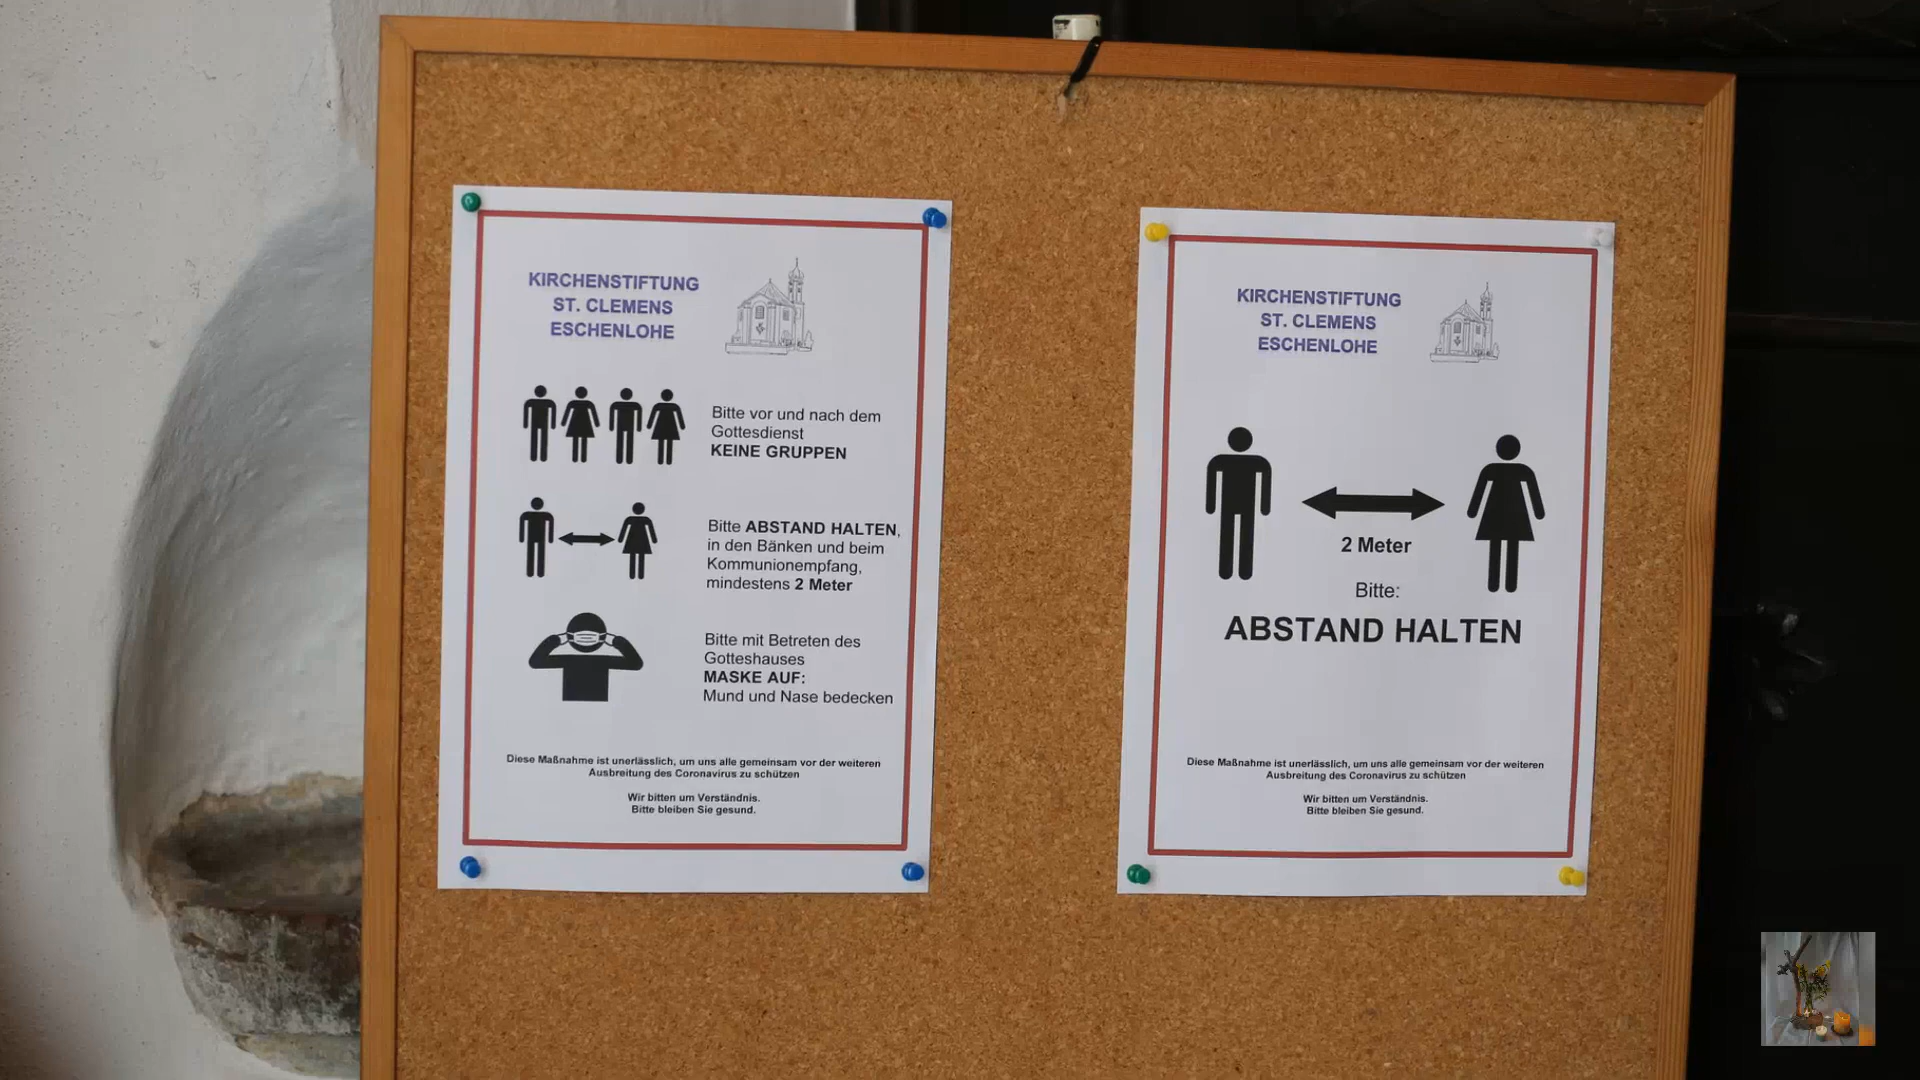 KIRCHENSTIFTUNG
ST. CLEMENS
ESCHENLOHE
Bitte vor und nach dem
Gottesdienst
KEINE GRUPPEN
Bitte ABSTAND HALTEN,
in den Bänken und beim
Kommunionempfang,
mindestens 2 Meter
Bitte mit Betreten des
Gotteshauses
MASKE AUF:
Mund und Nase bedecken
Diese Maßnahme ist unerlässlich, um uns alle gemeinsam vor der weiteren
Ausbreitung des Coronavirus zu schützen
Wir bitten um Verständnis.
Bitte bleiben Sie gesund.
KIRCHENSTIFTUNG
ST. CLEMENS
ESCHENLOHE
2 Meter
Bitte:
ABSTAND HALTEN
Diese Maßnahme ist unerlässlich, um uns alle gemeinsam vor der weiteren
Ausbreitung des Coronavirus zu schützen
Wir bitten um Verständnis.
Bitte bleiben Sie gesund.